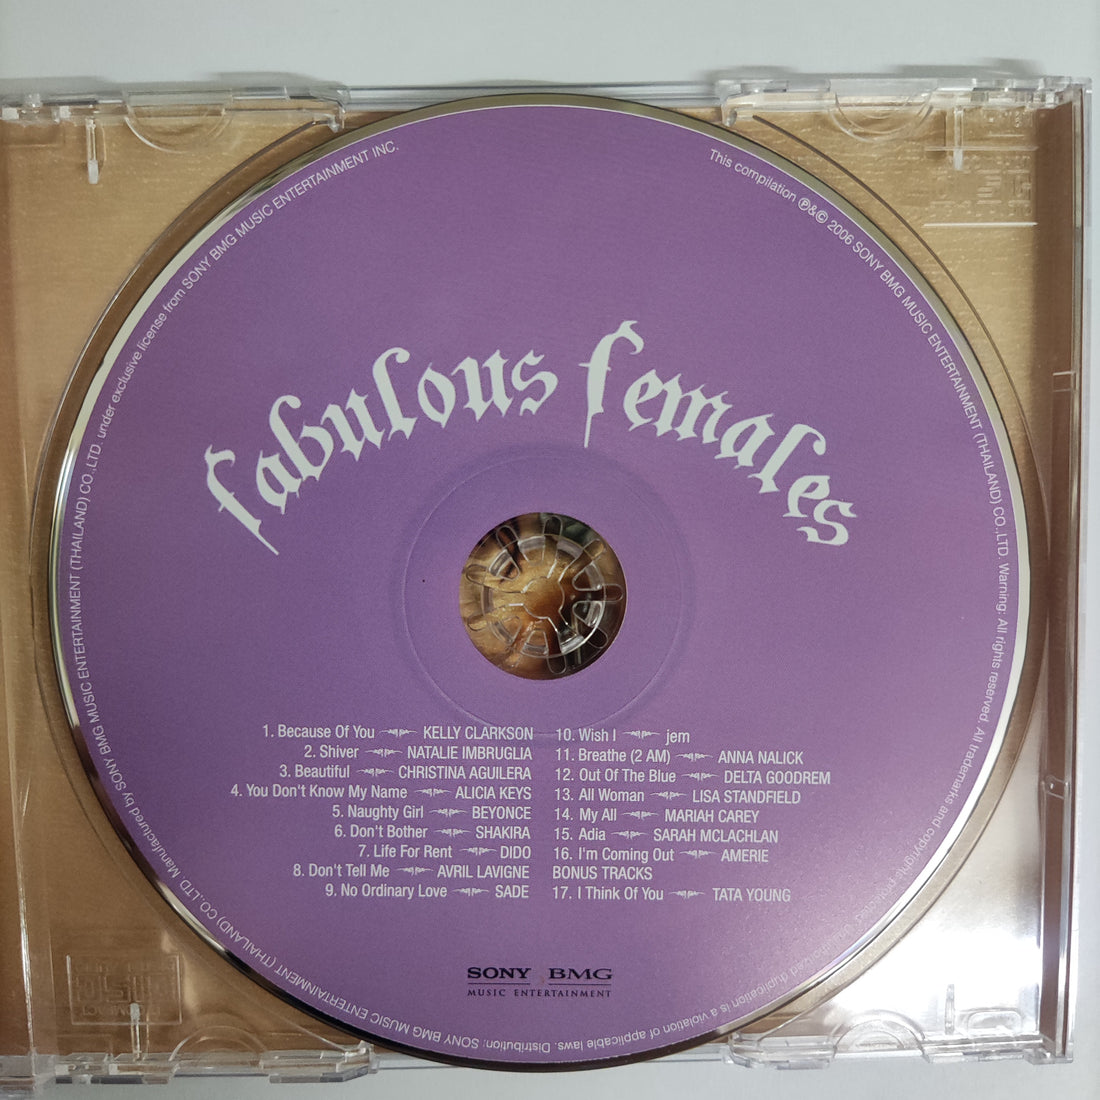 Manufactured by SONY BMG MUSIC ENTERTAINMENT (THAILAND) CO.,LTD. under exclusive license from SONY BMG MUSIC ENTERTAINMENT INC.
This compilation ℗&© 2006 SONY BMG MUSIC ENTERTAINMENT (THAILAND) CO.,LTD. Warning: All rights reserved. All trademarks and copyrights protected. Unauthorized duplication is a violation of applicable laws. Distribution: SONY BMG MUSIC ENTERTAINMENT (THAILAND) CO.,LTD.
fabulous females
1. Because Of You KELLY CLARKSON
2. Shiver NATALIE IMBRUGLIA
3. Beautiful CHRISTINA AGUILERA
4. You Don't Know My Name ALICIA KEYS
5. Naughty Girl BEYONCE
6. Don't Bother SHAKIRA
7. Life For Rent DIDO
8. Don't Tell Me AVRIL LAVIGNE
9. No Ordinary Love SADE
10. Wish I jem
11. Breathe (2 AM) ANNA NALICK
12. Out Of The Blue DELTA GOODREM
13. All Woman LISA STANDFIELD
14. My All MARIAH CAREY
15. Adia SARAH MCLACHLAN
16. I'm Coming Out AMERIE
BONUS TRACKS
17. I Think Of You TATA YOUNG
SONY BMG
MUSIC ENTERTAINMENT